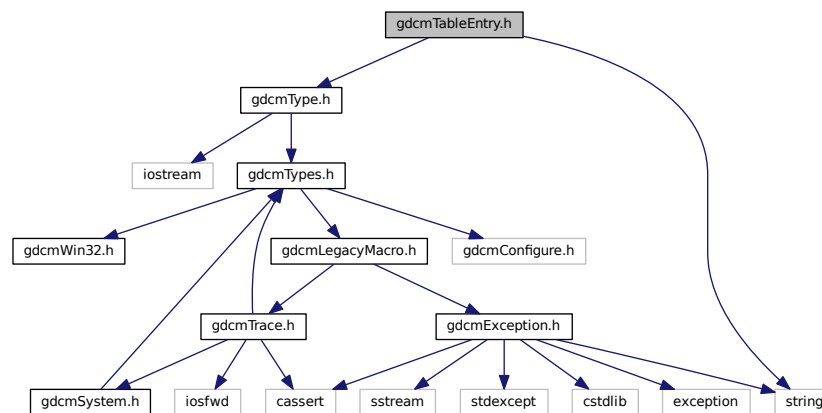 gdcmTableEntry.h
gdcmType.h
iostream
gdcmTypes.h
gdcmWin32.h
gdcmLegacyMacro.h
gdcmConfigure.h
gdcmTrace.h
gdcmException.h
gdcmSystem.h
iosfwd
cassert
sstream
stdexcept
cstdlib
exception
string